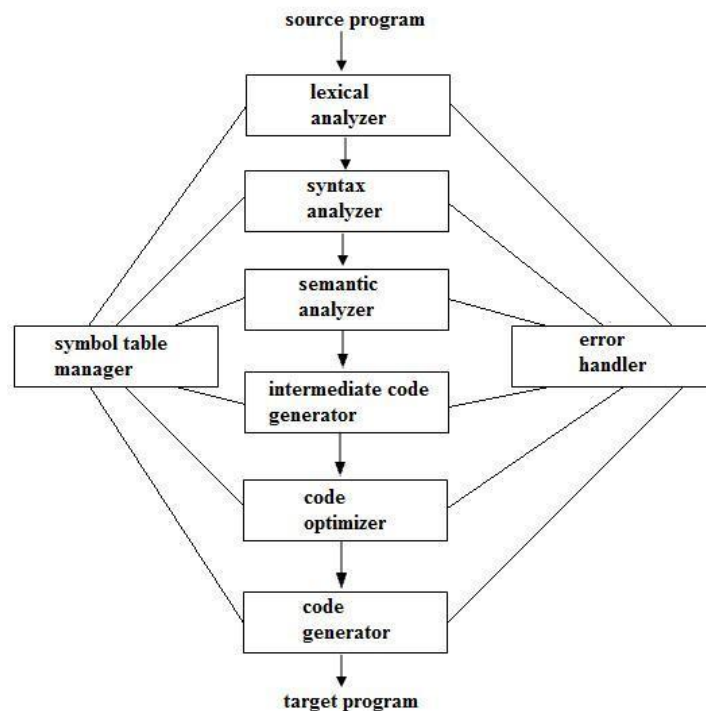 source program
lexical
analyzer
syntax
analyzer
semantic
analyzer
symbol table
manager
error
handler
intermediate code
generator
code
optimizer
code
generator
target program